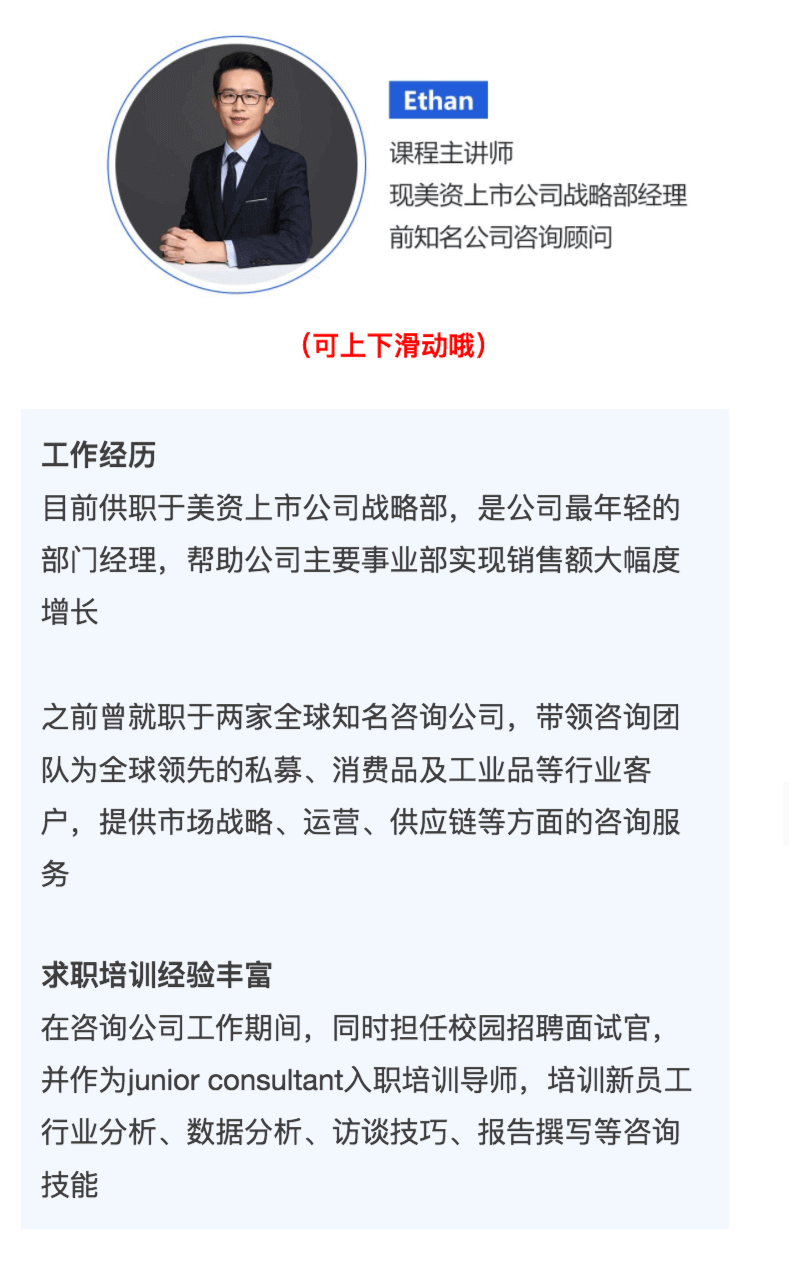 Ethan
课程主讲师
现美资上市公司战略部经理
前知名公司咨询顾问
（可上下滑动哦）
工作经历
目前供职于美资上市公司战略部，是公司最年轻的
部门经理，帮助公司主要事业部实现销售额大幅度
增长
之前曾就职于两家全球知名咨询公司，带领咨询团
队为全球领先的私募、消费品及工业品等行业客
户，提供市场战略、运营、供应链等方面的咨询服
务
求职培训经验丰富
在咨询公司工作期间，同时担任校园招聘面试官，
并作为junior consultant入职培训导师，培训新员工
行业分析、数据分析、访谈技巧、报告撰写等咨询
技能